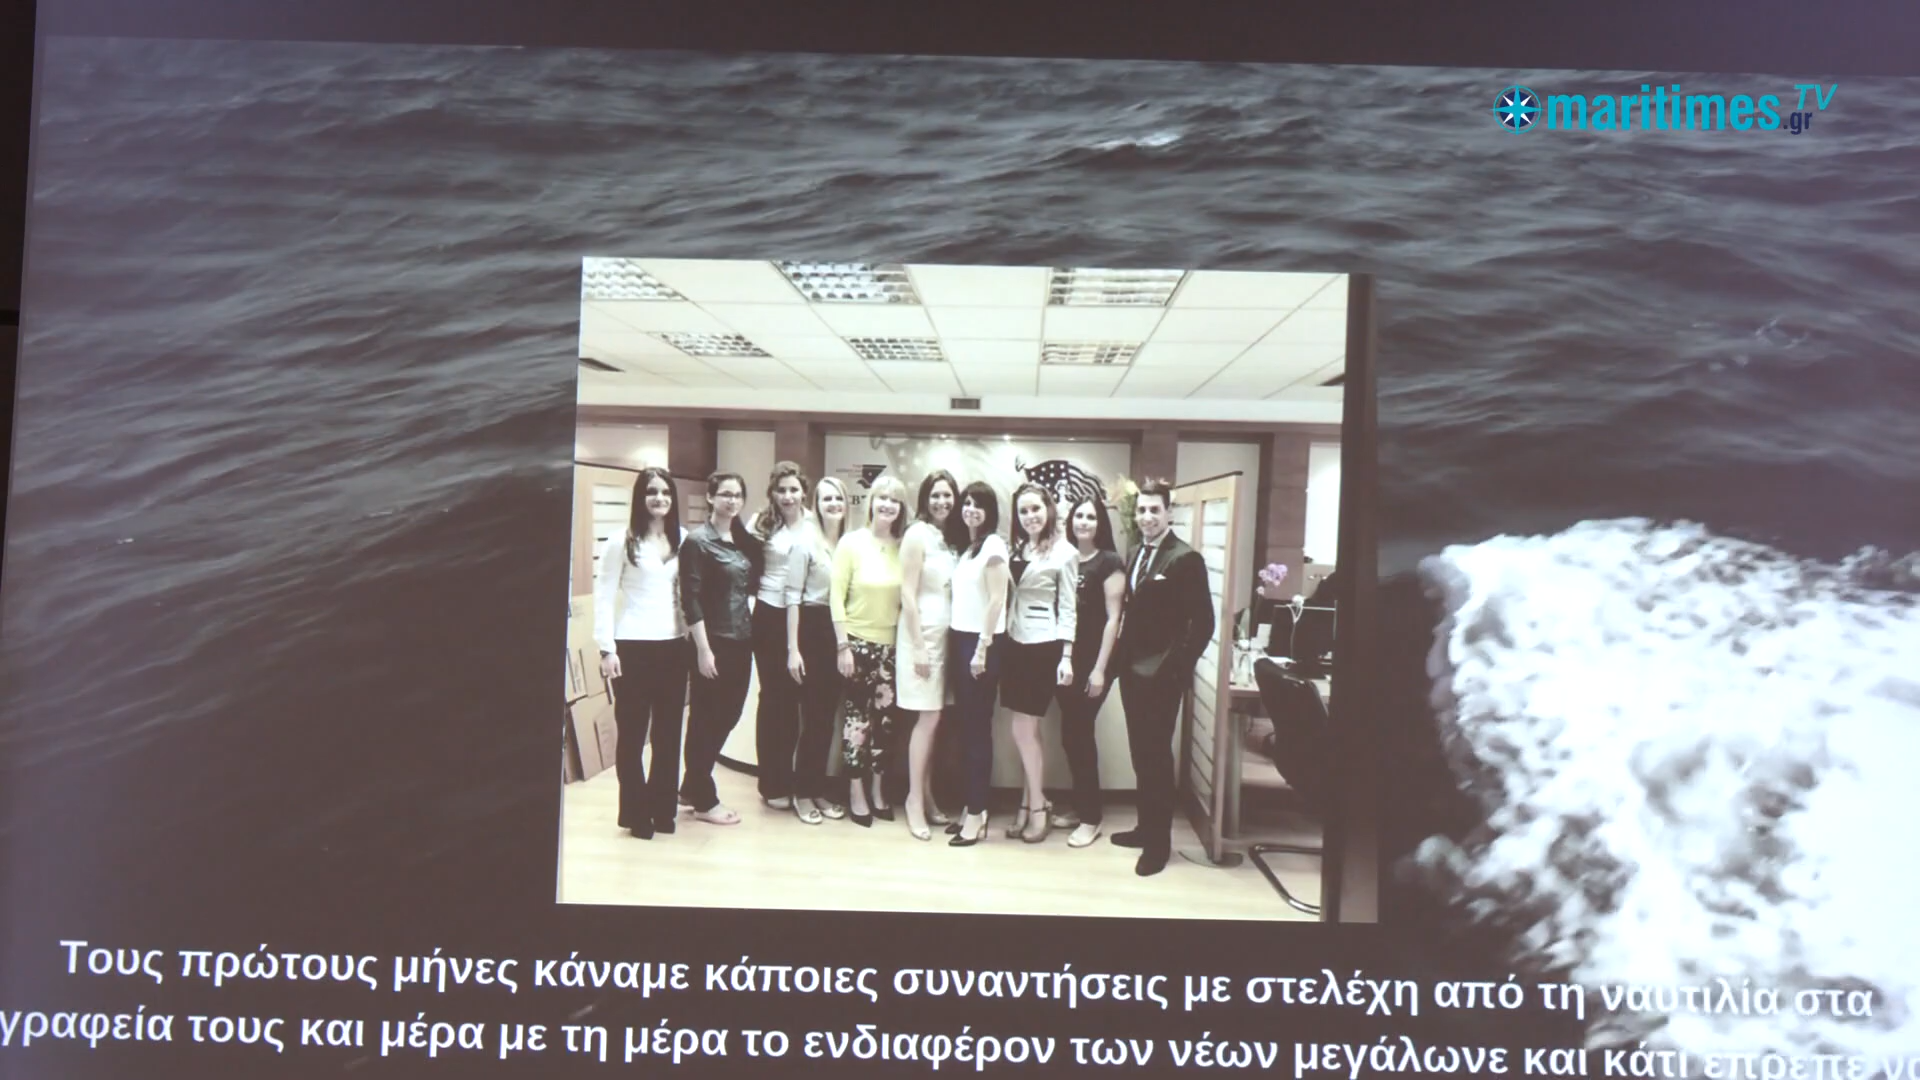 maritimes.gr TV
Τους πρώτους μήνες κάναμε κάποιες συναντήσεις με στελέχη από τη ναυτιλία στα
γραφεία τους και μέρα με τη μέρα το ενδιαφέρον των νέων μεγάλωνε και κάτι έπρεπε να